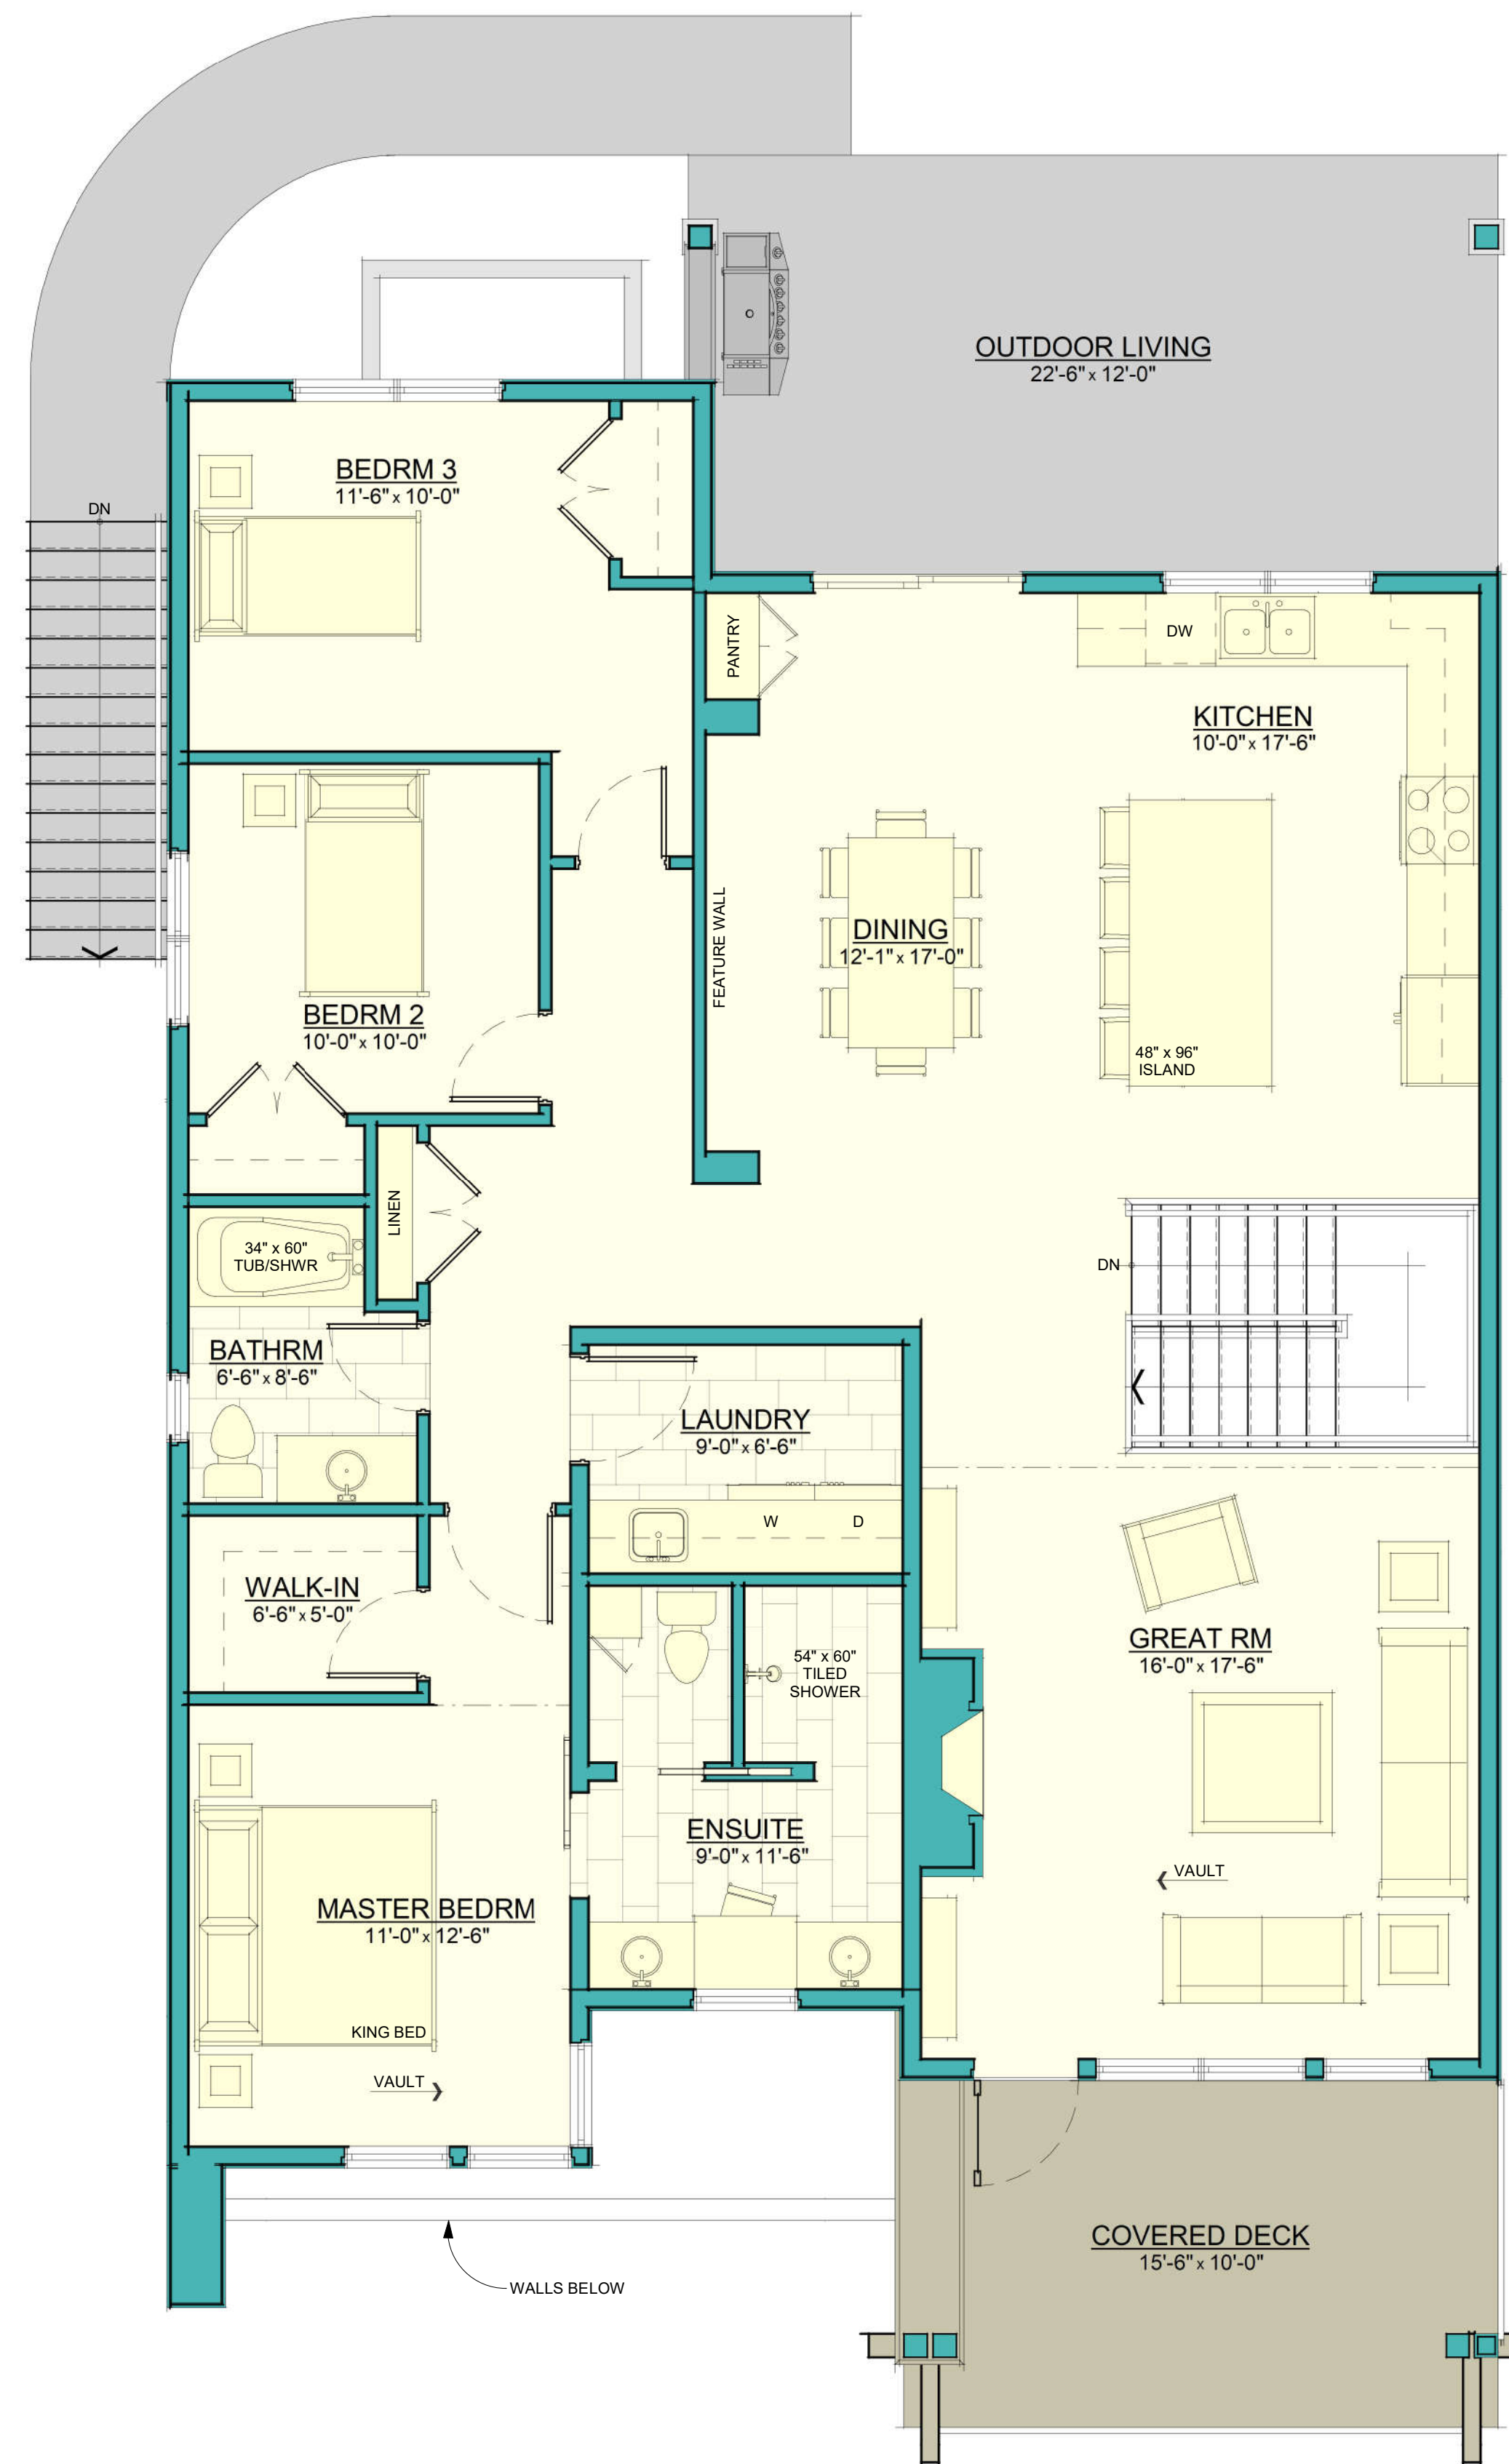 OUTDOOR LIVING
22'-6" x 12'-0"
BEDRM 3
11'-6" x 10'-0"
DN
PANTRY
DW
KITCHEN
10'-0" x 17'-6"
FEATURE WALL
DINING
12'-1" x 17'-0"
BEDRM 2
10'-0" x 10'-0"
48" x 96"
ISLAND
LINEN
34" x 60"
TUB/SHWR
DN
BATHRM
6'-6" x 8'-6"
LAUNDRY
9'-0" x 6'-6"
W
D
WALK-IN
6'-6" x 5'-0"
54" x 60"
TILED
SHOWER
GREAT RM
16'-0" x 17'-6"
ENSUITE
9'-0" x 11'-6"
VAULT
MASTER BEDRM
11'-0" x 12'-6"
KING BED
VAULT
COVERED DECK
15'-6" x 10'-0"
WALLS BELOW